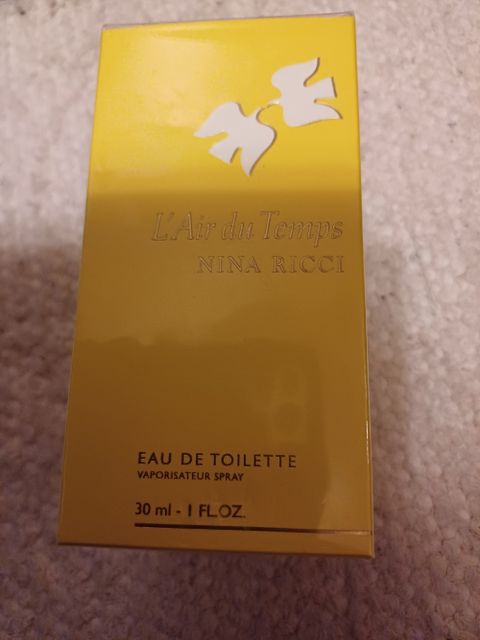 L'Air du Temps
NINA RICCI
EAU DE TOILETTE
VAPORISATEUR SPRAY
30 ml - 1 FL.OZ.